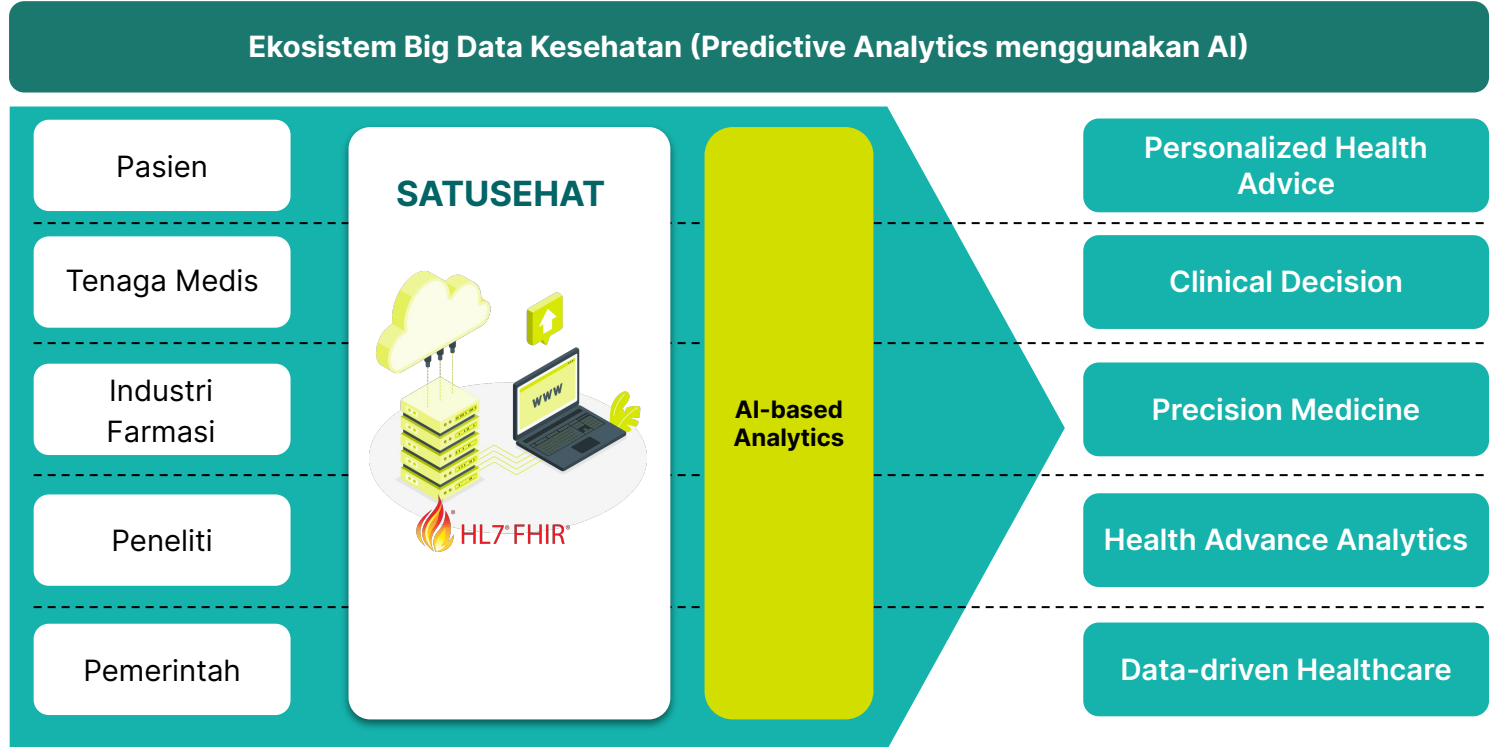 Ekosistem Big Data Kesehatan (Predictive Analytics menggunakan AI)
Pasien
SATUSEHAT
Personalized Health
Advice
Tenaga Medis
Clinical Decision
WWW
Industri
Farmasi
AI-based
Analytics
Precision Medicine
HL7® FHIR®
Peneliti
Health Advance Analytics
Pemerintah
Data-driven Healthcare